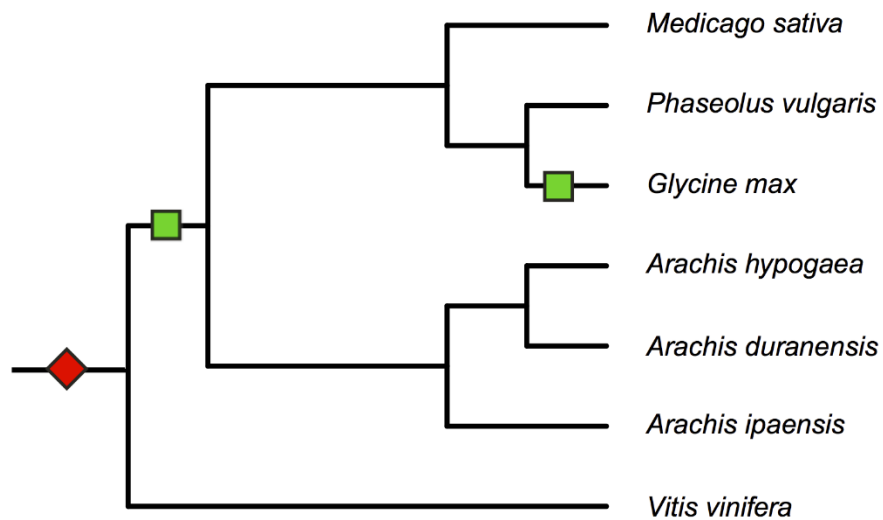 Medicago sativa
Phaseolus vulgaris
Glycine max
Arachis hypogaea
Arachis duranensis
Arachis ipaensis
Vitis vinifera